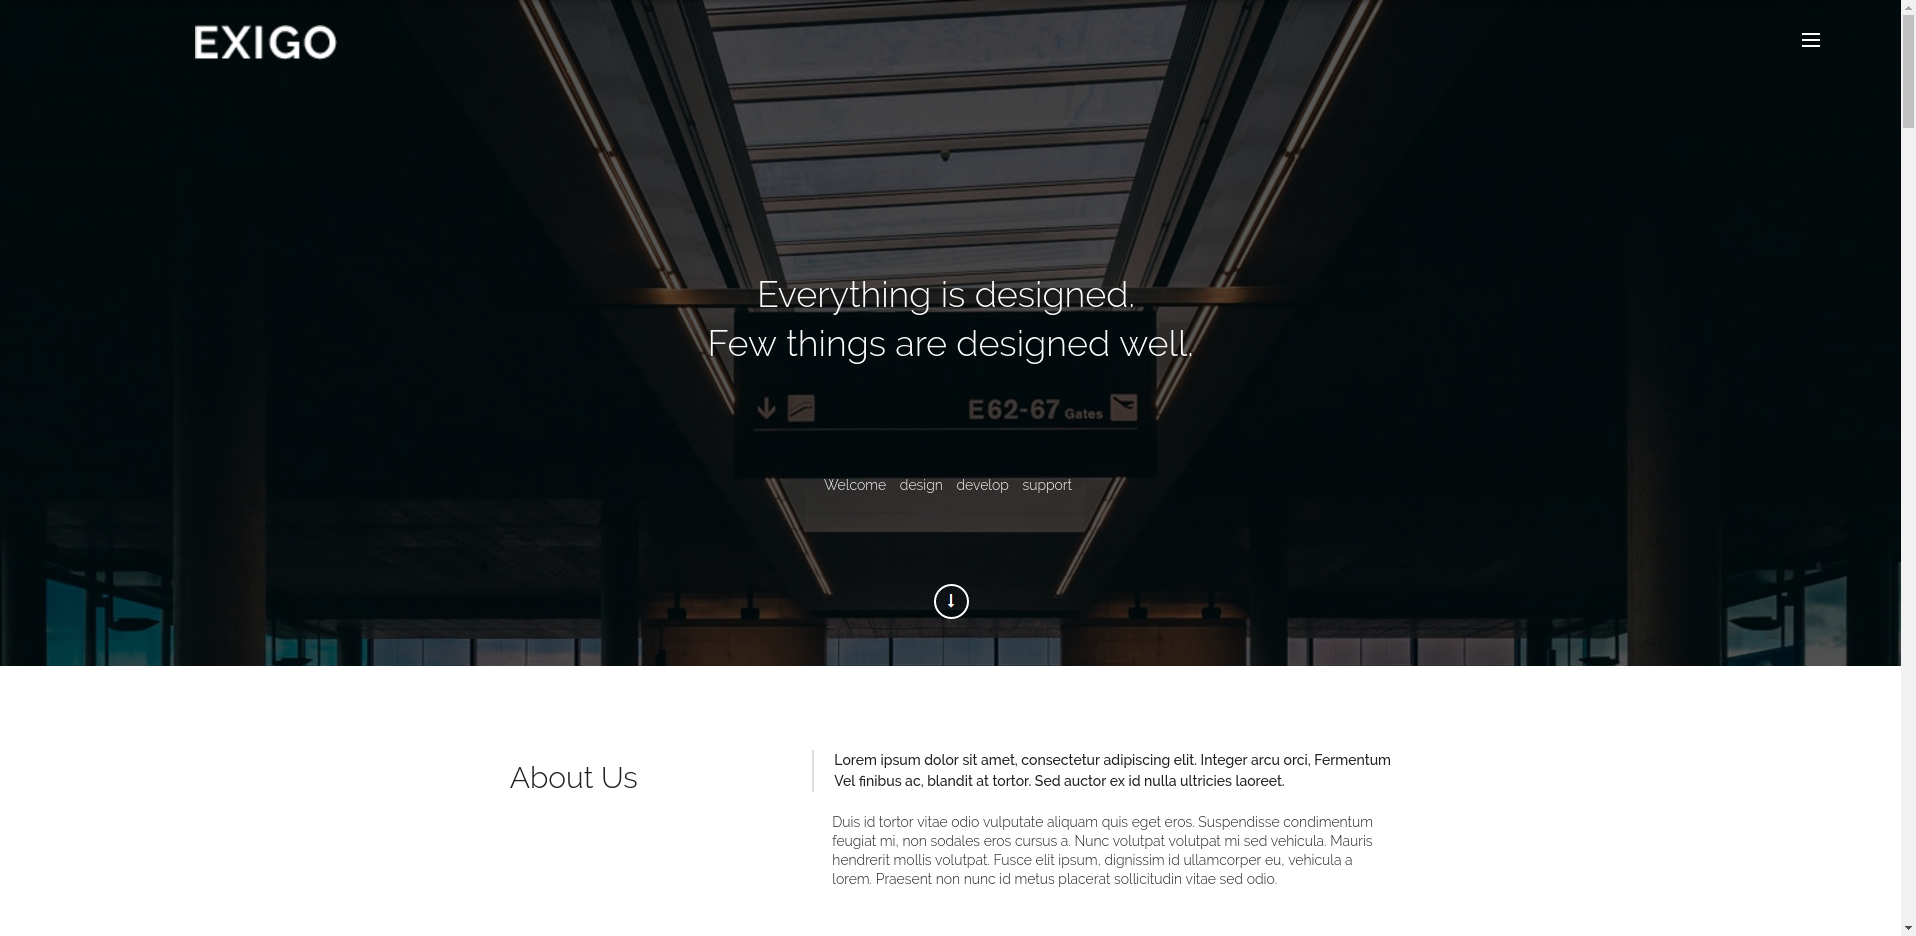 EXIGO
Everything is designed.
Few things are designed well.
E62-67 Gates
Welcome design develop support
About Us
Lorem ipsum dolor sit amet, consectetur adipiscing elit. Integer arcu orci, Fermentum
Vel finibus ac, blandit at tortor. Sed auctor ex id nulla ultricies laoreet.
Duis id tortor vitae odio vulputate aliquam quis eget eros. Suspendisse condimentum
feugiat mi, non sodales eros cursus a. Nunc volutpat volutpat mi sed vehicula. Mauris
hendrerit mollis volutpat. Fusce elit ipsum, dignissim id ullamcorper eu, vehicula a
lorem. Praesent non nunc id metus placerat sollicitudin vitae sed odio.